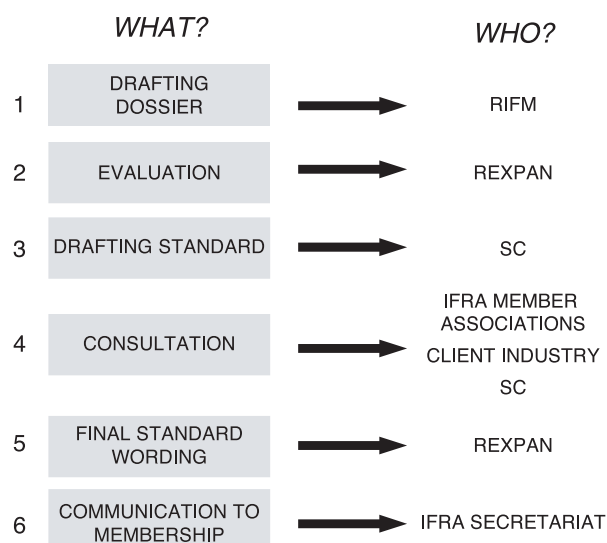 WHAT?
WHO?
1
DRAFTING
DOSSIER
RIFM
2
EVALUATION
REXPAN
3
DRAFTING STANDARD
SC
4
CONSULTATION
IFRA MEMBER
ASSOCIATIONS
CLIENT INDUSTRY
SC
5
FINAL STANDARD
WORDING
REXPAN
6
COMMUNICATION TO
MEMBERSHIP
IFRA SECRETARIAT